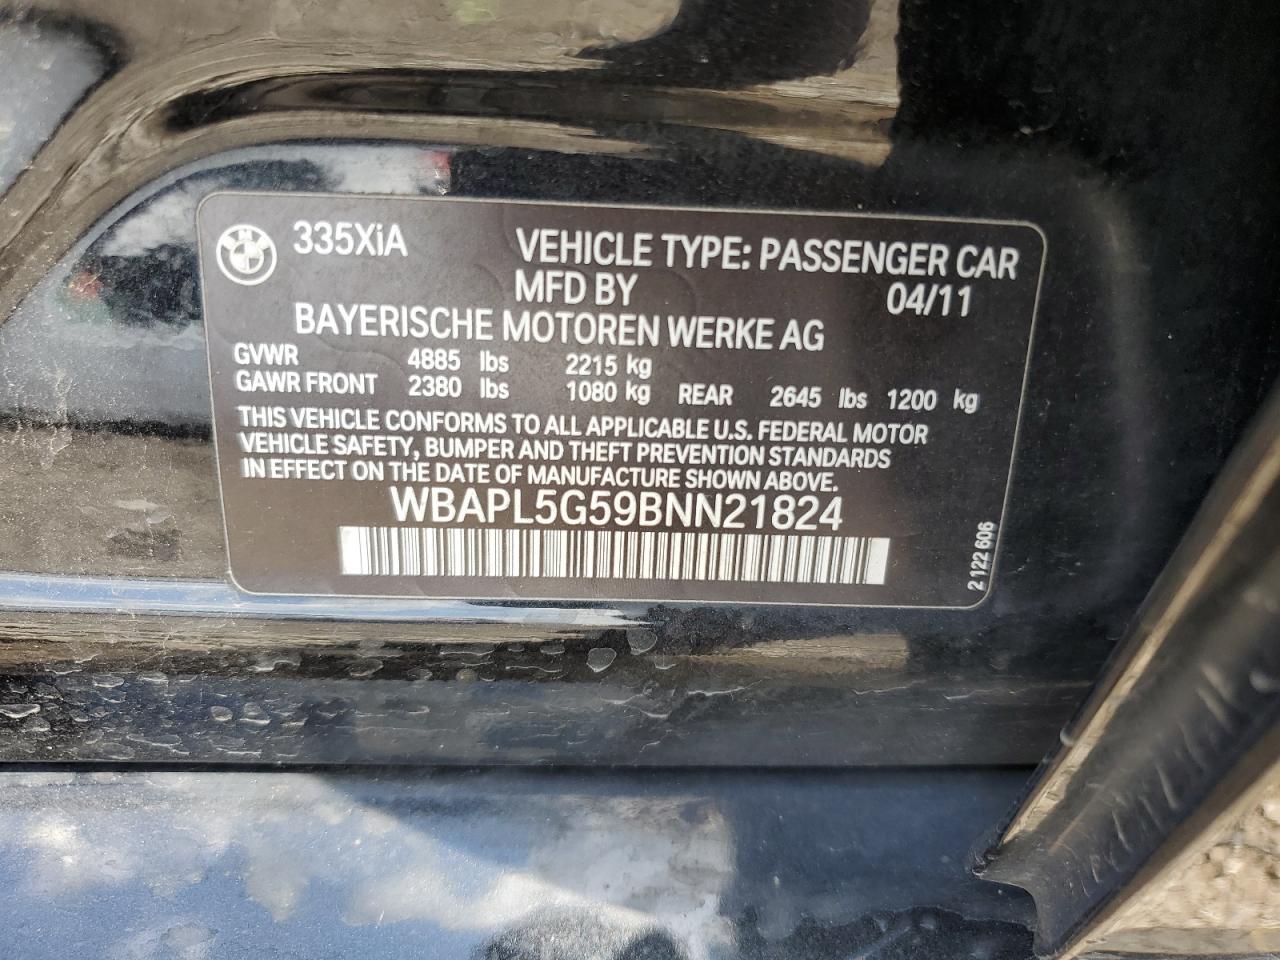 335XiA VEHICLE TYPE: PASSENGER CAR
MFD BY 04/11
BAYERISCHE MOTOREN WERKE AG
GVWR 4885 lbs 2215 kg
GAWR FRONT 2380 lbs 1080 kg REAR 2645 lbs 1200 kg
THIS VEHICLE CONFORMS TO ALL APPLICABLE U.S. FEDERAL MOTOR
VEHICLE SAFETY, BUMPER AND THEFT PREVENTION STANDARDS
IN EFFECT ON THE DATE OF MANUFACTURE SHOWN ABOVE.
WBAPL5G59BNN21824
2 122 606